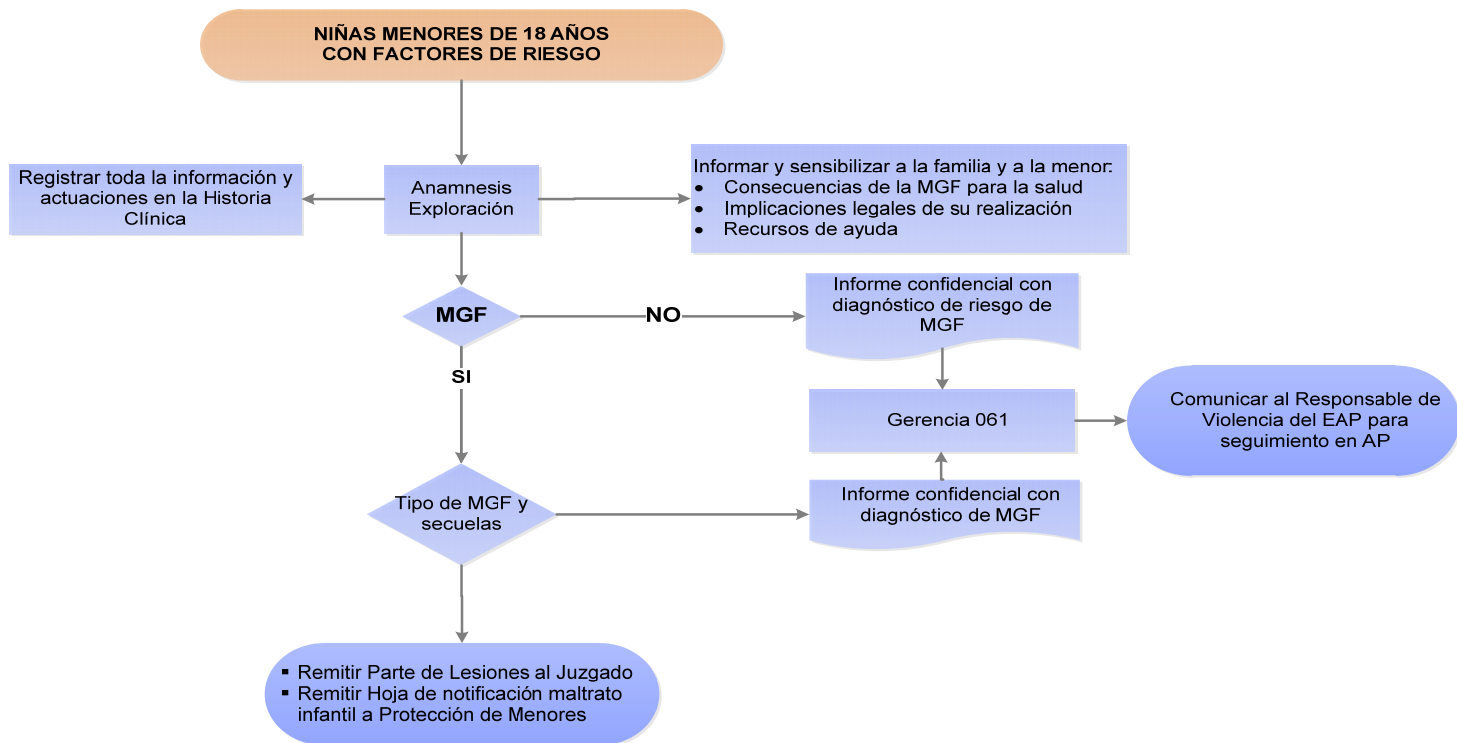 NIÑAS MENORES DE 18 AÑOS
CON FACTORES DE RIESGO
Registrar toda la información y
actuaciones en la Historia
Clínica
Anamnesis
Exploración
Informar y sensibilizar a la familia y a la menor:
• Consecuencias de la MGF para la salud
• Implicaciones legales de su realización
• Recursos de ayuda
MGF
NO
Informe confidencial con
diagnóstico de riesgo de
MGF
SI
Gerencia 061
Comunicar al Responsable de
Violencia del EAP para
seguimiento en AP
Tipo de MGF y
secuelas
Informe confidencial con
diagnóstico de MGF
▪ Remitir Parte de Lesiones al Juzgado
▪ Remitir Hoja de notificación maltrato
infantil a Protección de Menores